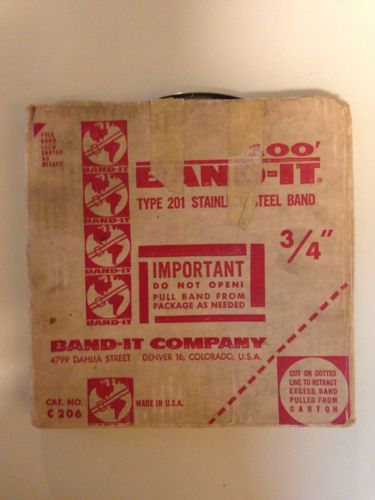 PULL
BAND
FROM
CARTON
AS
NEEDED
BAND-IT
BAND-IT
BAND-IT
BAND-IT
00'
BAND-IT®
TYPE 201 STAINLESS STEEL BAND
3/4"
IMPORTANT
DO NOT OPEN!
PULL BAND FROM
PACKAGE AS NEEDED
BAND-IT COMPANY
4799 DAHLIA STREET DENVER 16, COLORADO, U.S.A.
CAT. NO.
C 206
MADE IN U.S.A.
CUT ON DOTTED
LINE TO RETRACT
EXCESS BAND
PULLED FROM
CARTON